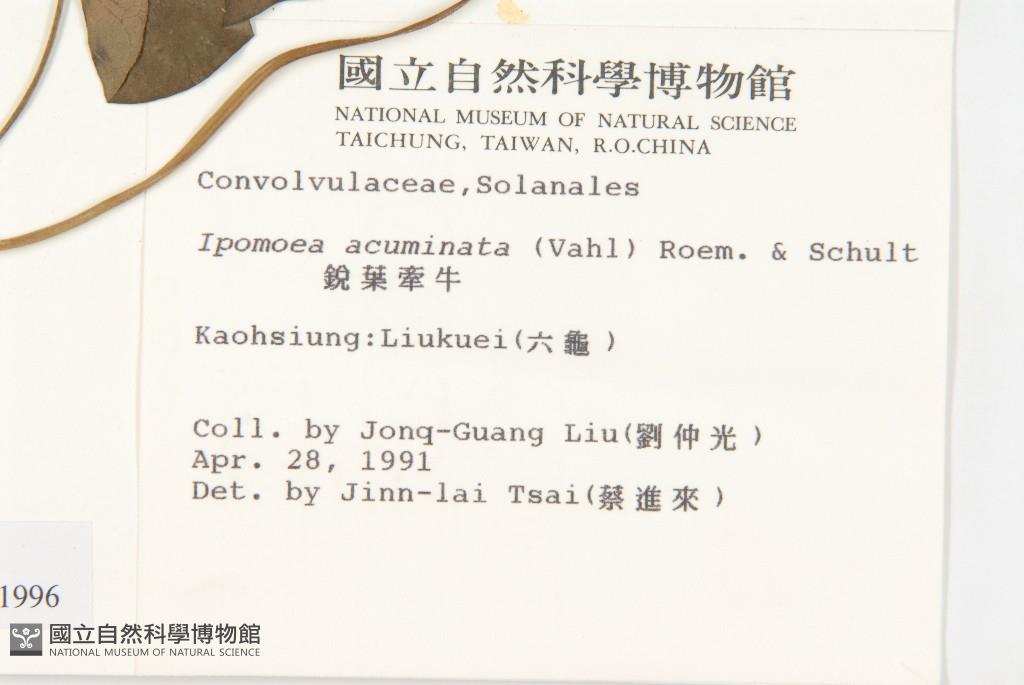 國立自然科學博物館
NATIONAL MUSEUM OF NATURAL SCIENCE
TAICHUNG, TAIWAN, R.O.CHINA
Convolvulaceae,Solanales
Ipomoea acuminata (Vahl) Roem. & Schult
銳葉牽牛
Kaohsiung:Liukuei(六龜)
Coll. by Jonq-Guang Liu(劉仲光)
Apr. 28, 1991
Det. by Jinn-lai Tsai(蔡進來)
1996
國立自然科學博物館
NATIONAL MUSEUM OF NATURAL SCIENCE